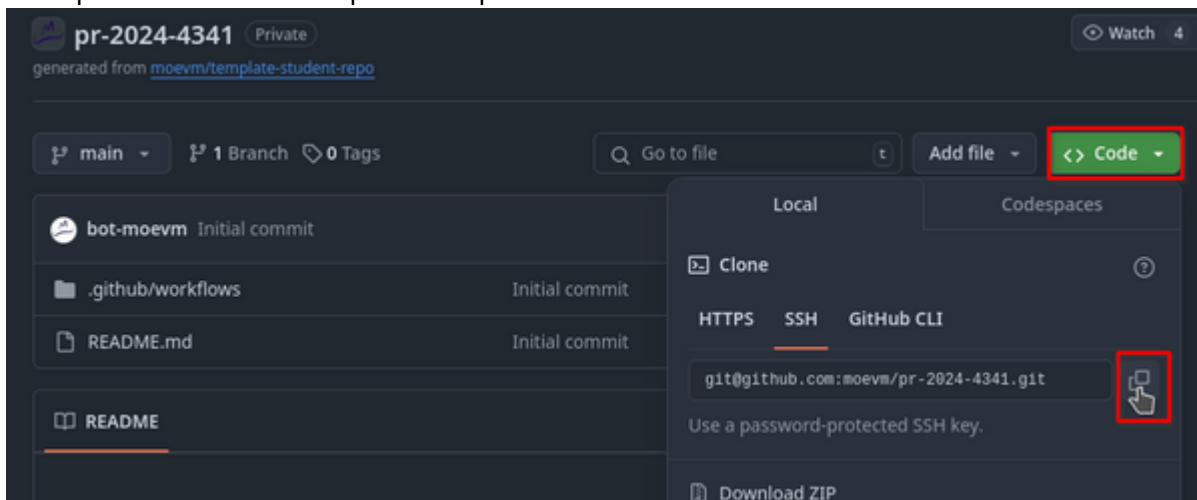 pr-2024-4341 Private
Watch 4
generated from moevm/template-student-repo
main 1 Branch 0 Tags
Go to file t
Add file
<> Code
Local Codespaces
bot-moevm Initial commit
Clone
.github/workflows Initial commit
HTTPS SSH GitHub CLI
README.md Initial commit
git@github.com:moevm/pr-2024-4341.git
README
Use a password-protected SSH key.
Download ZIP